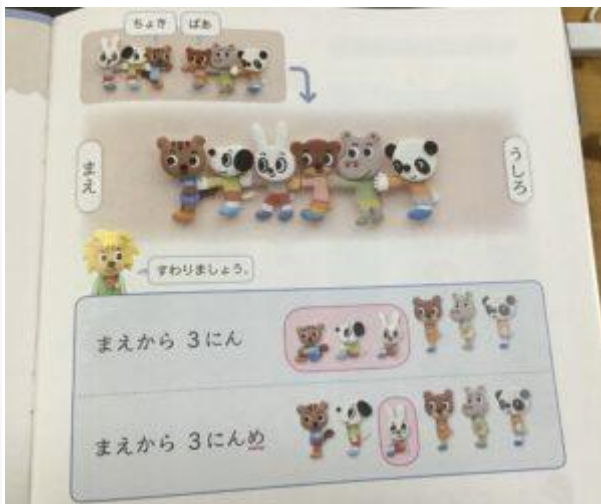 ちょき
ぱあ
まえ
うしろ
すわりましょう。
まえから 3にん
まえから 3にんめ